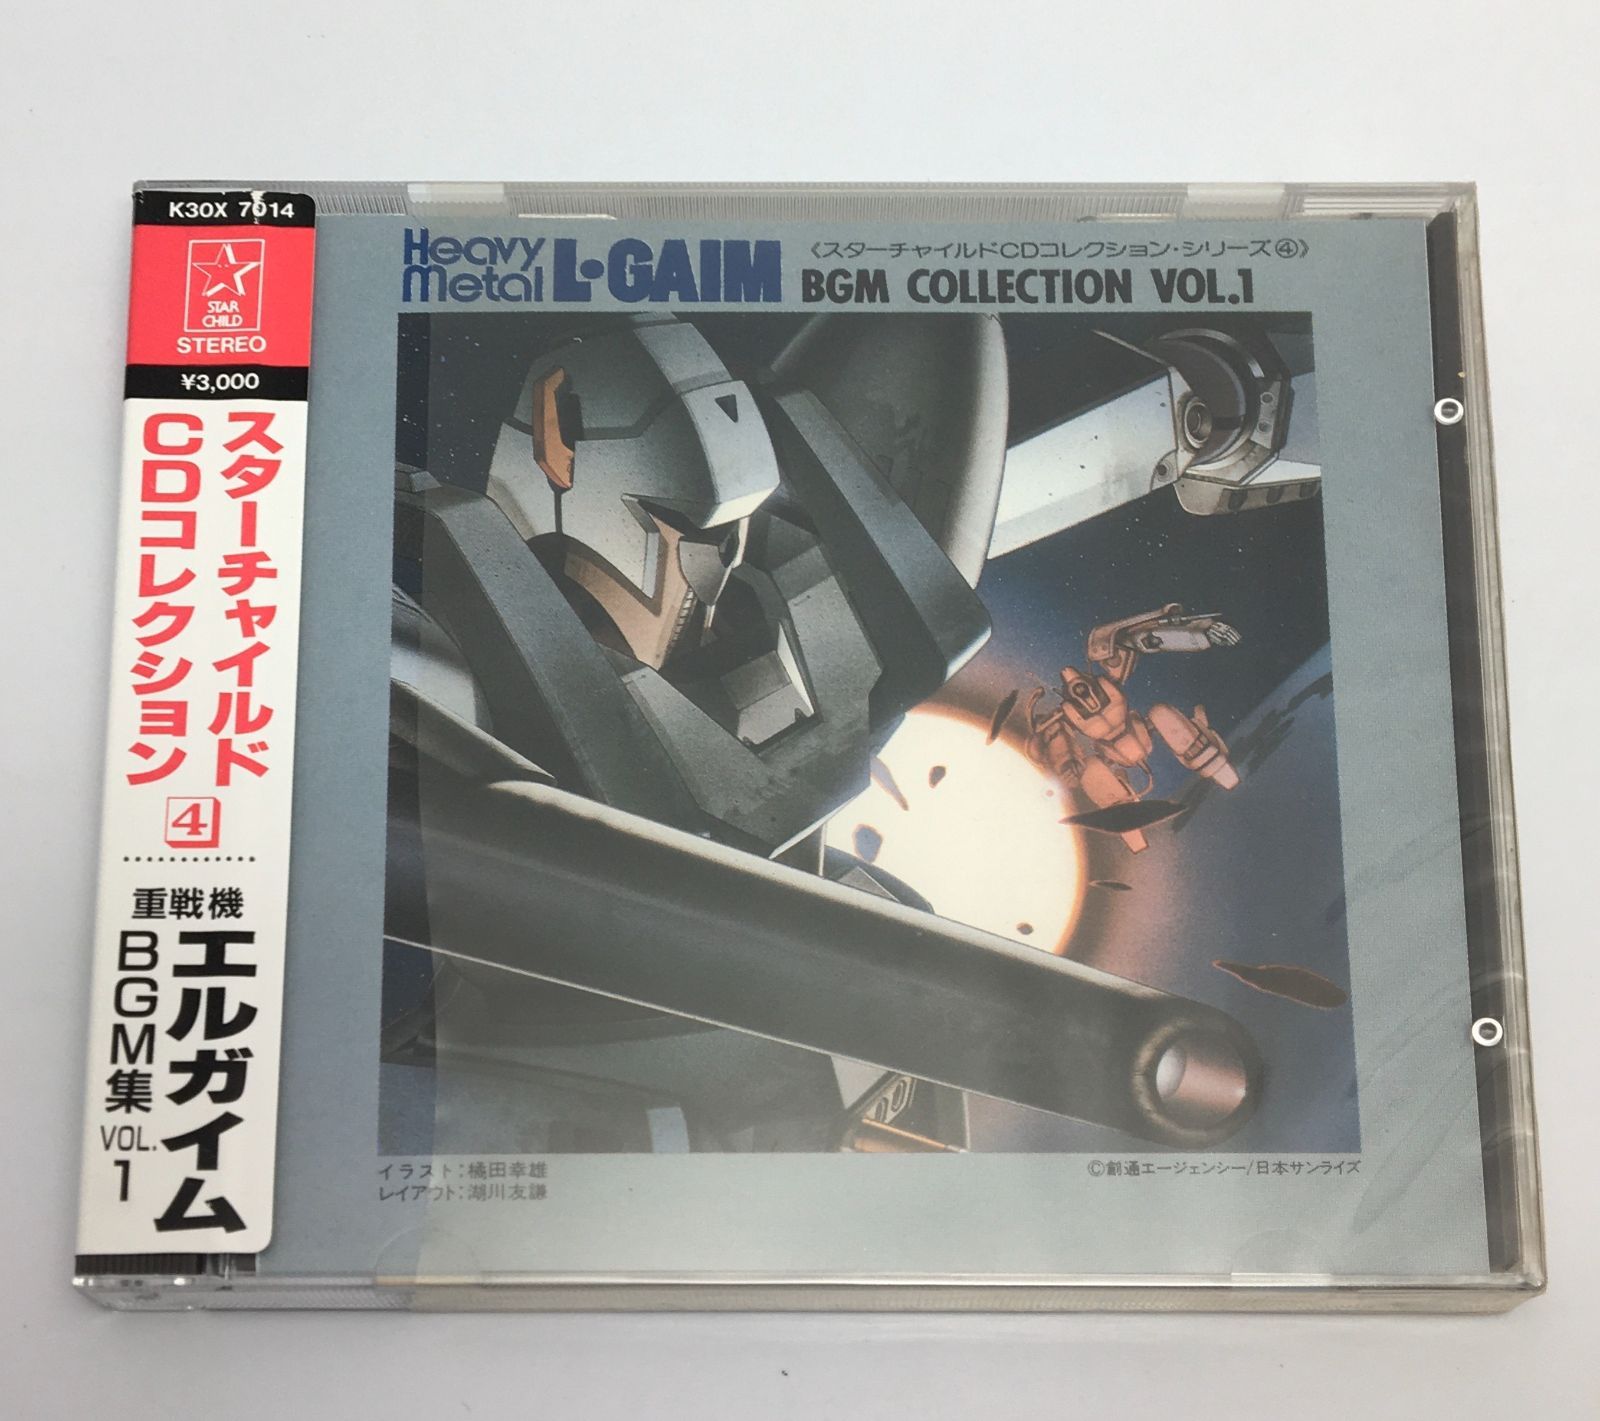 K30X 7014
STAR
CHILD
STEREO
¥3,000
スターチャイルド
CDコレクション
4
重戦機
エルガイム
BGM集 VOL.1
Heavy
Metal L・GAIM
《スターチャイルドCDコレクション・シリーズ④》
BGM COLLECTION VOL.1
イラスト:橘田幸雄
レイアウト:湖川友謙
©創通エージェンシー/日本サンライズ